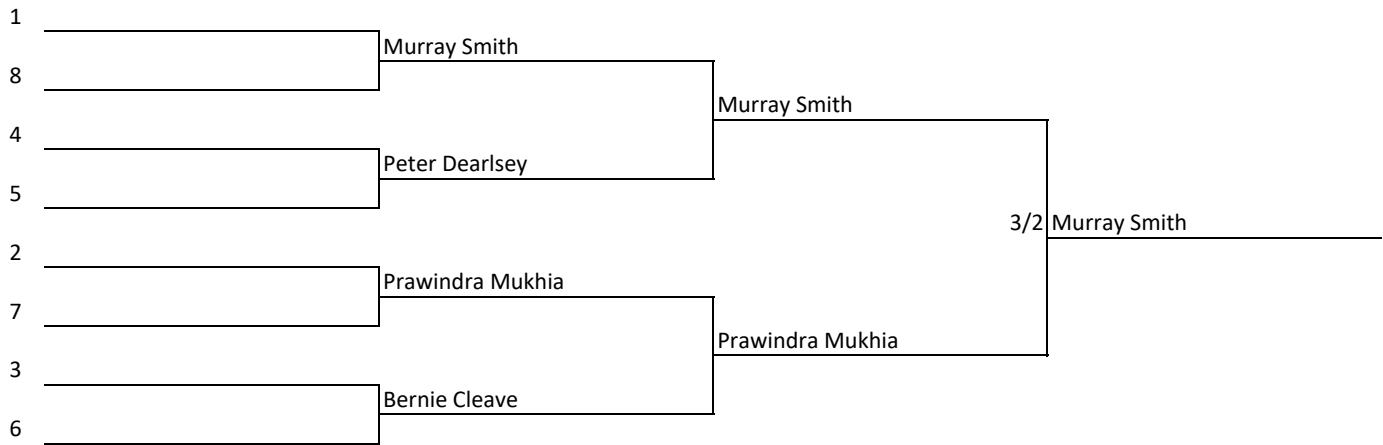 1
Murray Smith
8
Murray Smith
4
Peter Dearlsey
5
3/2 Murray Smith
2
Prawindra Mukhia
7
Prawindra Mukhia
3
Bernie Cleave
6